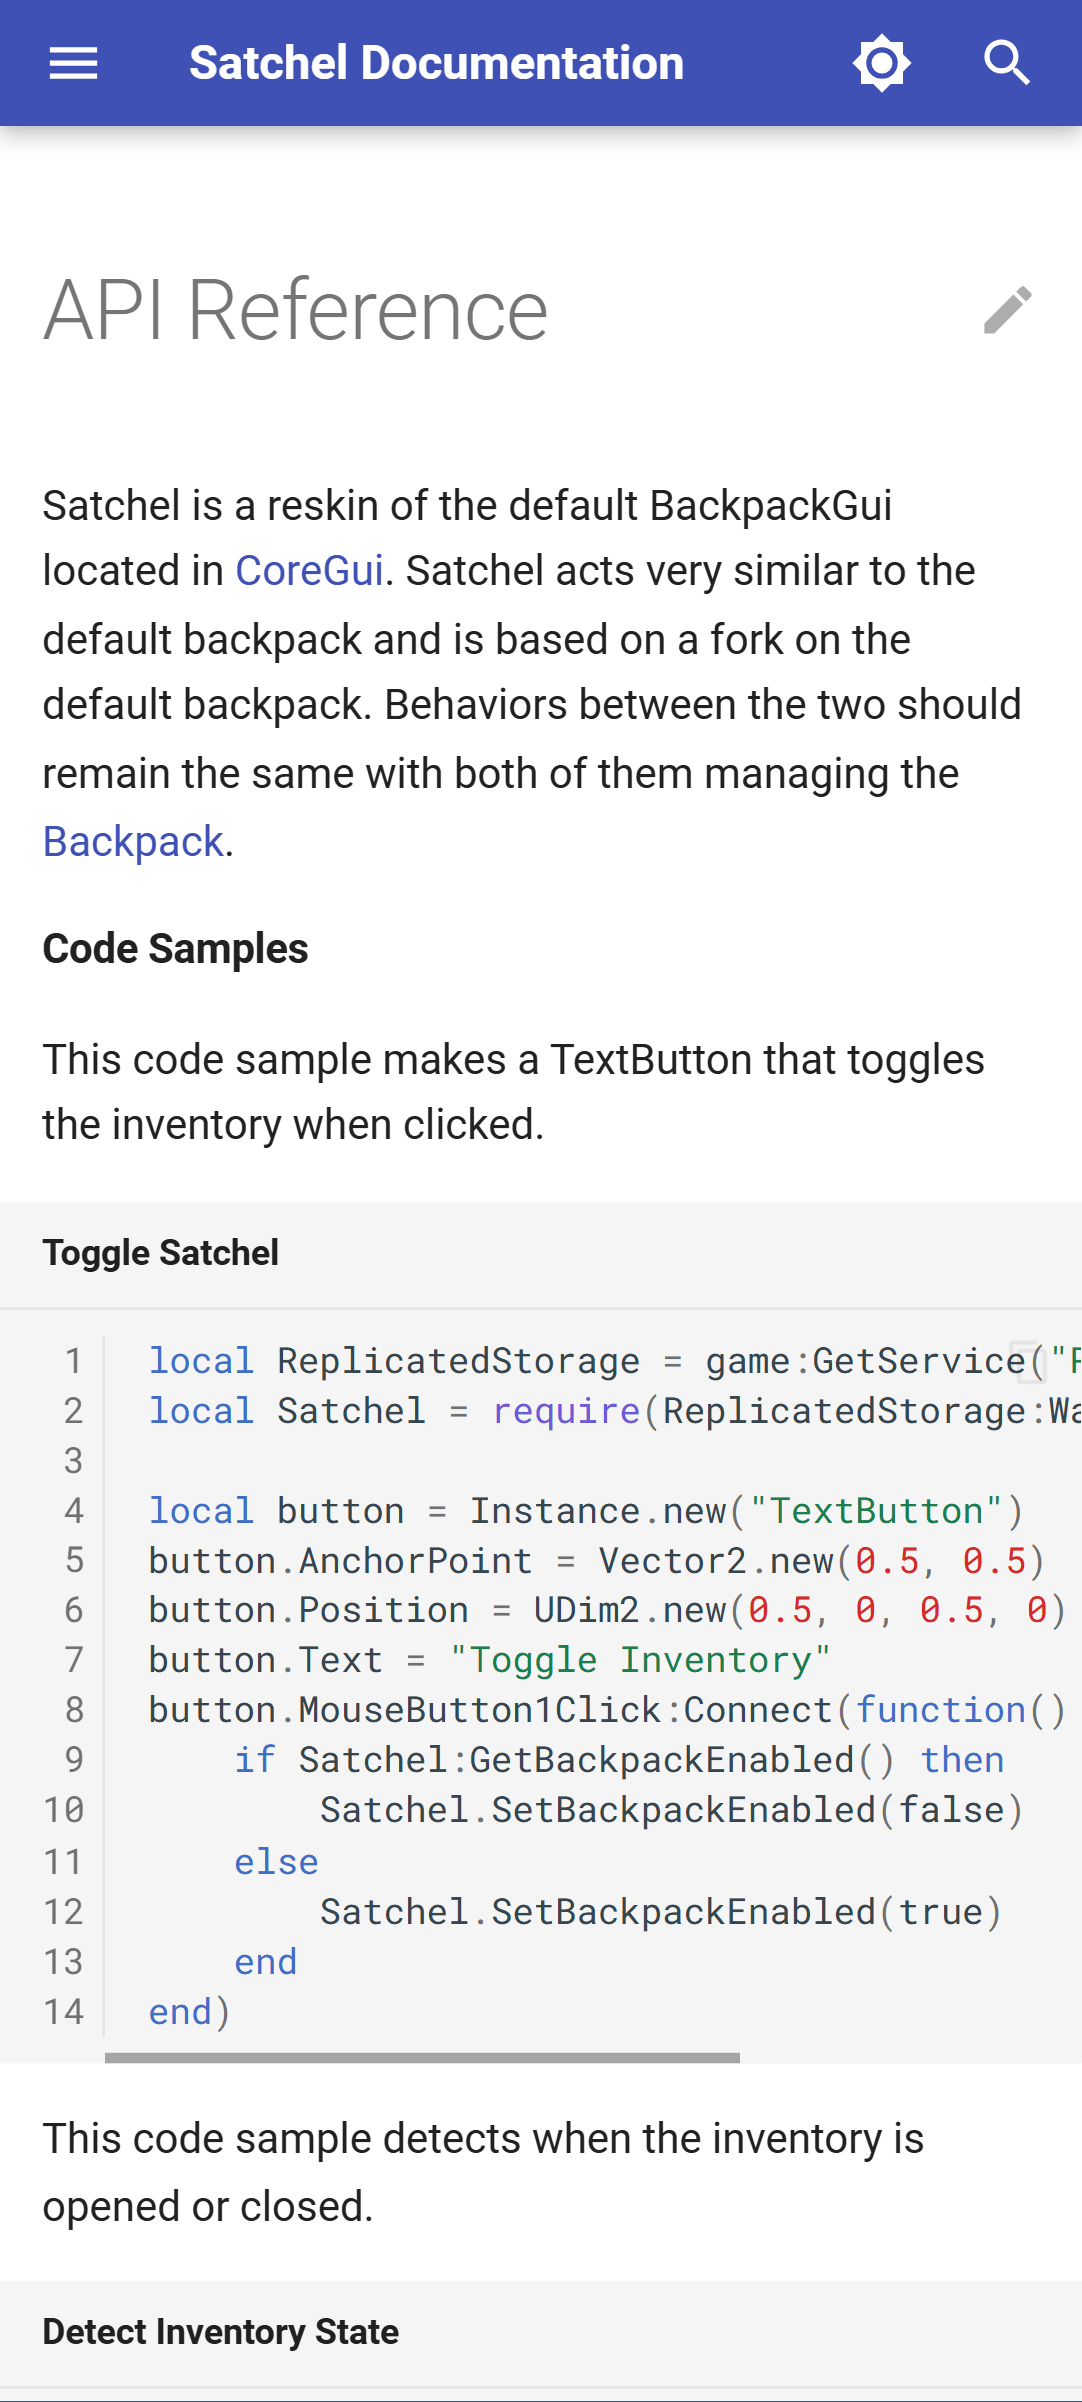 Satchel Documentation
API Reference
Satchel is a reskin of the default BackpackGui
located in CoreGui. Satchel acts very similar to the
default backpack and is based on a fork on the
default backpack. Behaviors between the two should
remain the same with both of them managing the
Backpack.
Code Samples
This code sample makes a TextButton that toggles
the inventory when clicked.
Toggle Satchel
1 local ReplicatedStorage = game:GetService("
2 local Satchel = require(ReplicatedStorage:Wa
3
4 local button = Instance.new("TextButton")
5 button.AnchorPoint = Vector2.new(0.5, 0.5)
6 button.Position = UDim2.new(0.5, 0, 0.5, 0)
7 button.Text = "Toggle Inventory"
8 button.MouseButton1Click:Connect(function()
9     if Satchel:GetBackpackEnabled() then
10         Satchel.SetBackpackEnabled(false)
11     else
12         Satchel.SetBackpackEnabled(true)
13     end
14 end)
This code sample detects when the inventory is
opened or closed.
Detect Inventory State